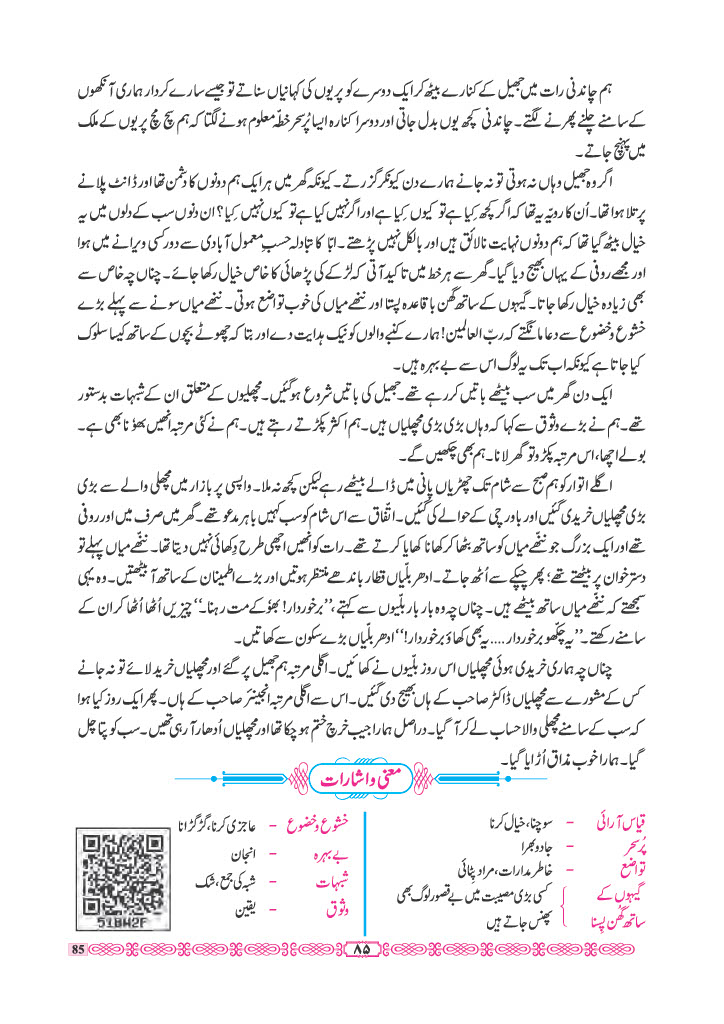 ہم چاندنی رات میں جھیل کے کنارے بیٹھ کر ایک دوسرے کو پریوں کی کہانیاں سناتے تو جیسے سارے کردار ہماری آنکھوں
کے سامنے چلنے پھرنے لگتے۔ چاندنی کچھ یوں بدل جاتی اور دوسرا کنارہ ایسا پُرسحر خطّہ معلوم ہونے لگتا کہ ہم سچ مچ پریوں کے ملک
میں پہنچ جاتے۔
اگر وہ جھیل وہاں نہ ہوتی تو نہ جانے ہمارے دن کیونکر گزرتے۔ کیونکہ گھر میں ہر ایک ہم دونوں کا دشمن تھا اور ڈانٹ پلانے
پر تلا ہوا تھا۔ اُن کا رویّہ یہ تھا کہ اگر کچھ کِیا ہے تو کیوں کِیا ہے اور اگر نہیں کیا ہے تو کیوں نہیں کِیا؟ ان دنوں سب کے دلوں میں یہ
خیال بیٹھ گیا تھا کہ ہم دونوں نہایت نالائق ہیں اور بالکل نہیں پڑھتے۔ ابّا کا تبادلہ حسبِ معمول آبادی سے دور کسی ویرانے میں ہوا
اور مجھے روفی کے یہاں بھیج دیا گیا۔ گھر سے ہر خط میں تاکید آتی کہ لڑکے کی پڑھائی کا خاص خیال رکھا جائے۔ چناں چہ خاص سے
بھی زیادہ خیال رکھا جاتا۔ گیہوں کے ساتھ گھن باقاعدہ پستا اور ننھے میاں کی خوب تواضع ہوتی۔ ننھے میاں سونے سے پہلے بڑے
خشوع و خضوع سے دعا مانگتے کہ ربّ العالمین! ہمارے کنبے والوں کو نیک ہدایت دے اور بتا کہ چھوٹے بچوں کے ساتھ کیسا سلوک
کیا جاتا ہے کیونکہ اب تک یہ لوگ اس سے بے بہرہ ہیں۔
ایک دن گھر میں سب بیٹھے باتیں کر رہے تھے۔ جھیل کی باتیں شروع ہو گئیں۔ مچھلیوں کے متعلق ان کے شبہات بدستور
تھے۔ ہم نے بڑے وثوق سے کہا کہ وہاں بڑی بڑی مچھلیاں ہیں۔ ہم اکثر پکڑتے رہتے ہیں۔ ہم نے کئی مرتبہ انھیں بھوٗنا بھی ہے۔
بولے اچھا، اس مرتبہ پکڑو تو گھر لانا۔ ہم بھی چکھیں گے۔
اگلے اتوار کو ہم صبح سے شام تک چھڑیاں پانی میں ڈالے بیٹھے رہے لیکن کچھ نہ ملا۔ واپسی پر بازار میں مچھلی والے سے بڑی
بڑی مچھلیاں خریدی گئیں اور باورچی کے حوالے کی گئیں۔ اتّفاق سے اس شام کو سب کہیں باہر مدعو تھے۔ گھر میں صرف میں اور روفی
تھے اور ایک بزرگ جو ننھّے میاں کو ساتھ بٹھا کر کھانا کھایا کرتے تھے۔ رات کو انھیں اچھی طرح دِکھائی نہیں دیتا تھا۔ ننھّے میاں پہلے تو
دسترخوان پر بیٹھتے تھے؛ پھر چپکے سے اُٹھ جاتے۔ ادھر بلّیاں قطار باندھے منتظر ہوتیں اور بڑے اطمینان کے ساتھ آ بیٹھتیں۔ وہ یہی
سمجھتے کہ ننھے میاں ساتھ بیٹھے ہیں۔ چناں چہ وہ بار بار بلّیوں سے کہتے، ”برخوردار! بھوٗکے مت رہنا۔“ چیزیں اُٹھا اُٹھا کر ان کے
سامنے رکھتے۔ ”یہ چکھّو برخوردار .... یہ بھی کھاؤ برخوردار!“ ادھر بلّیاں بڑے سکون سے کھاتیں۔
چناں چہ ہماری خریدی ہوئی مچھلیاں اس روز بلّیوں نے کھائیں۔ اگلی مرتبہ ہم جھیل پر گئے اور مچھلیاں خرید لائے تو نہ جانے
کس کے مشورے سے مچھلیاں ڈاکٹر صاحب کے ہاں بھیج دی گئیں۔ اس سے اگلی مرتبہ انجینئر صاحب کے ہاں۔ پھر ایک روز کیا ہوا
کہ سب کے سامنے مچھلی والا حساب لے کر آ گیا۔ دراصل ہمارا جیب خرچ ختم ہو چکا تھا اور مچھلیاں اُدھار آ رہی تھیں۔ سب کو پتا چل
گیا۔ ہمارا خوب مذاق اُڑایا گیا۔
معنی و اشارات
قیاس آرائی - سوچنا، خیال کرنا
پُرسحر - جادو بھرا
تواضع - خاطر مدارات، مراد پٹائی
گیہوں کے ساتھ گھُن پِسنا - کسی بڑی مصیبت میں بے قصور لوگ بھی پھنس جاتے ہیں
خشوع و خضوع - عاجزی کرنا، گڑگڑانا
بے بہرہ - انجان
شبہات - شبہ کی جمع، شک
وثوق - یقین
51BW2F
85
۸۵